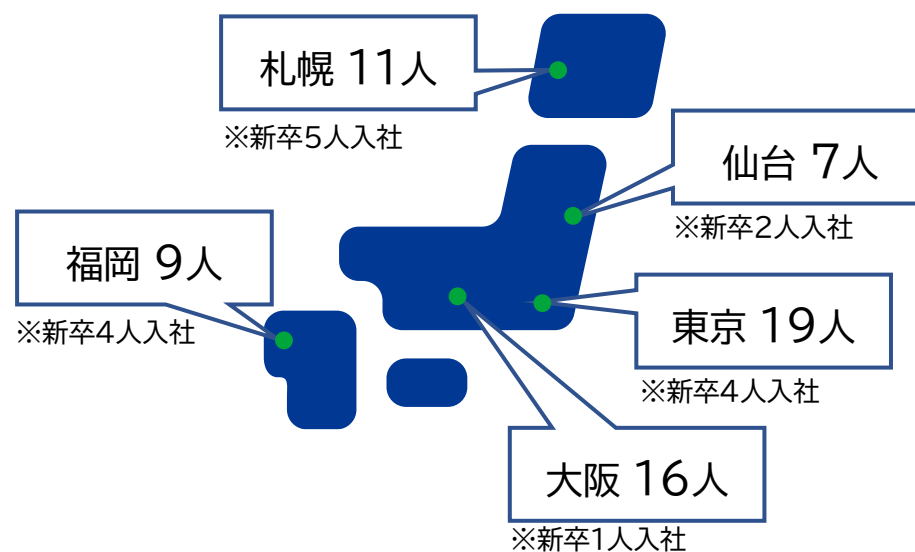 札幌 11人
※新卒5人入社
仙台 7人
※新卒2人入社
福岡 9人
※新卒4人入社
東京 19人
※新卒4人入社
大阪 16人
※新卒1人入社